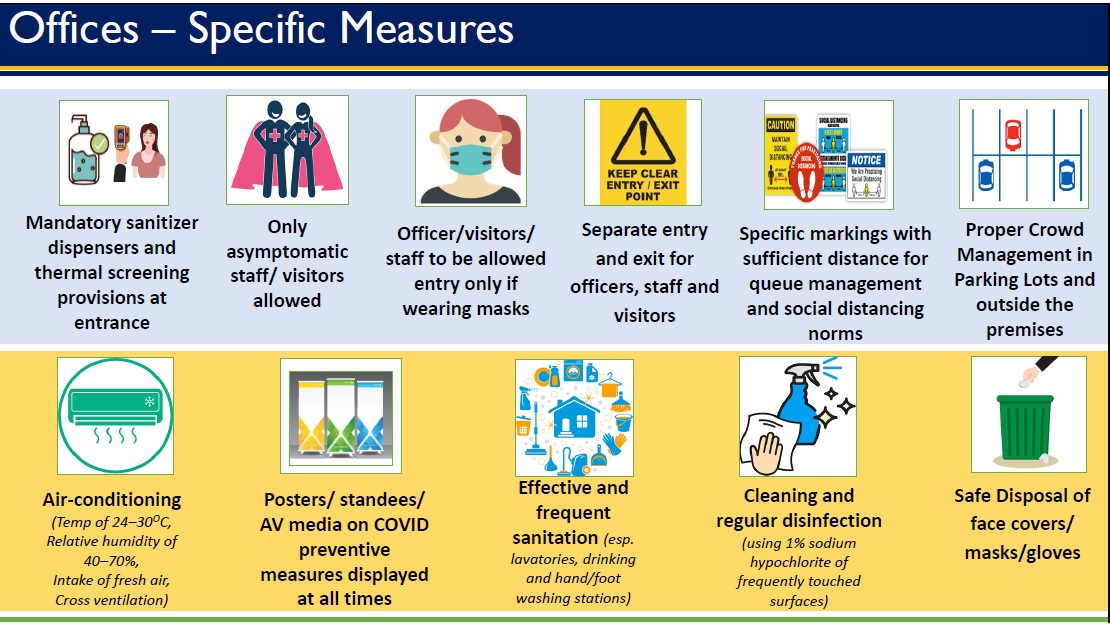 Offices – Specific Measures
Mandatory sanitizer
dispensers and
thermal screening
provisions at
entrance
Only
asymptomatic
staff/ visitors
allowed
Officer/visitors/
staff to be allowed
entry only if
wearing masks
KEEP CLEAR
ENTRY / EXIT
POINT
Separate entry
and exit for
officers, staff and
visitors
CAUTION
MAINTAIN
SOCIAL
DISTANCING
SOCIAL DISTANCING
SOCIAL
DISTANCING
NOTICE
We Are Practicing
Social Distancing
Specific markings with
sufficient distance for
queue management
and social distancing
norms
Proper Crowd
Management in
Parking Lots and
outside the
premises
Air-conditioning
(Temp of 24–30⁰C,
Relative humidity of
40–70%,
Intake of fresh air,
Cross ventilation)
Posters/ standees/
AV media on COVID
preventive
measures displayed
at all times
Effective and
frequent
sanitation (esp.
lavatories, drinking
and hand/foot
washing stations)
Cleaning and
regular disinfection
(using 1% sodium
hypochlorite of
frequently touched
surfaces)
Safe Disposal of
face covers/
masks/gloves